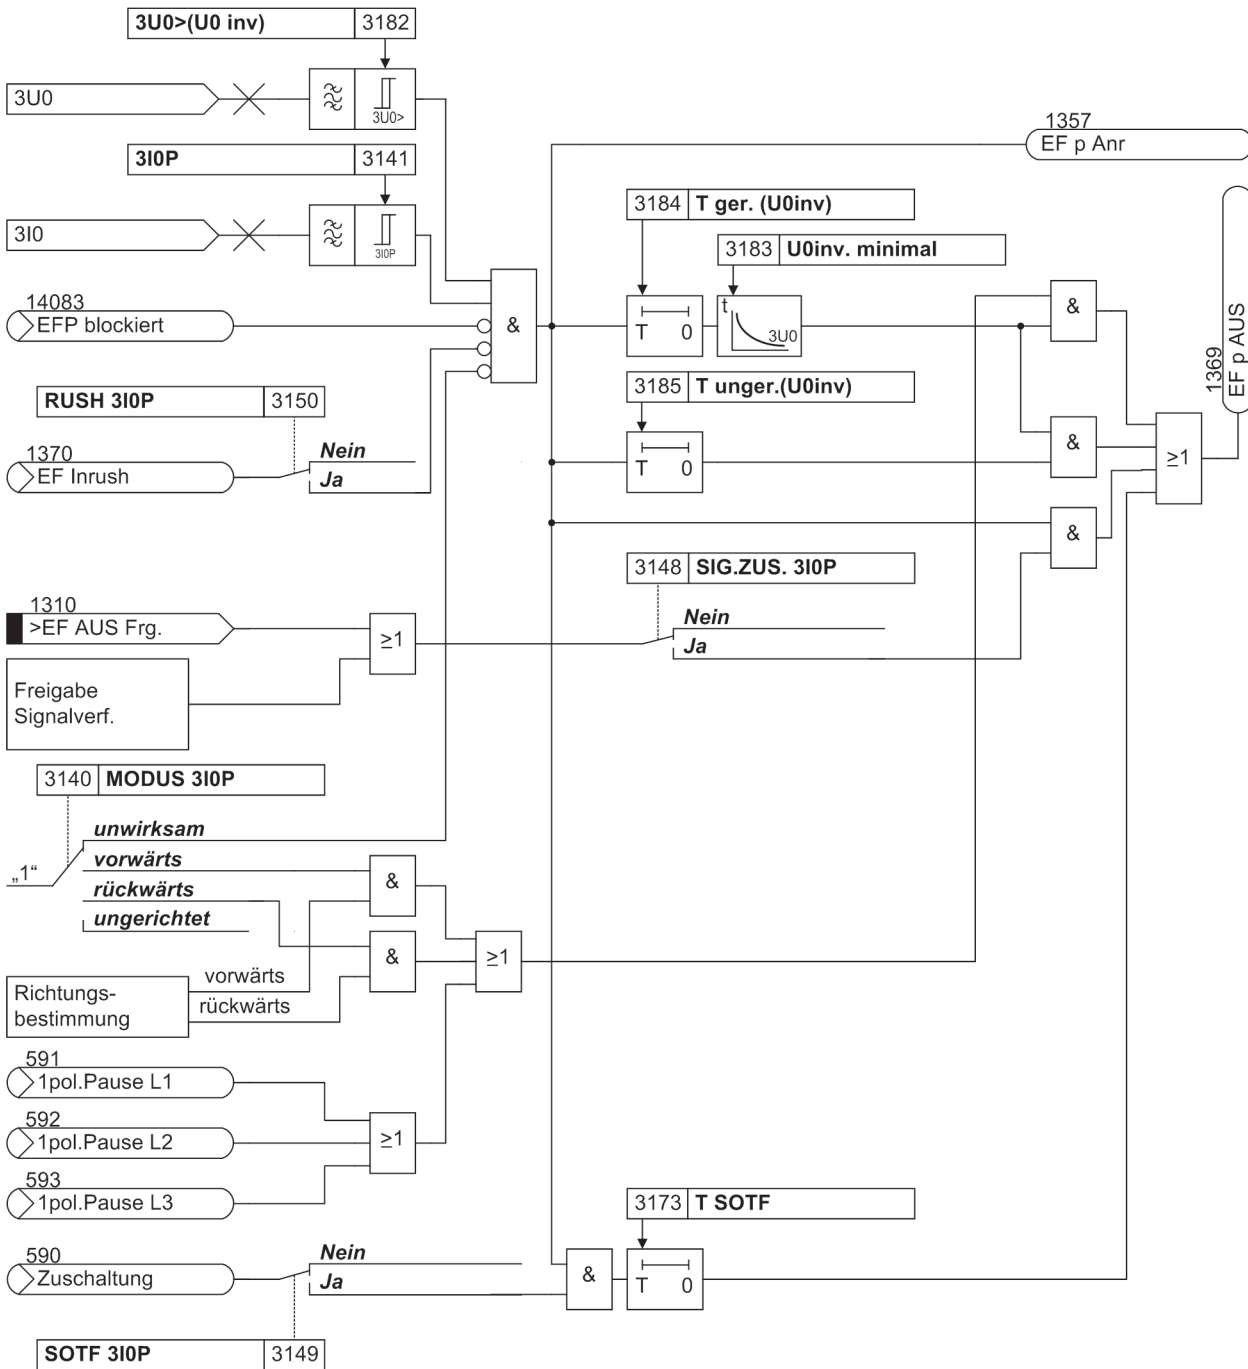 3U0>(U0 inv) 3182
3U0
3U0>
1357
EF p Anr
3I0P 3141
3I0
3I0P
3184 T ger. (U0inv)
3183 U0inv. minimal
14083
EFP blockiert
&
T 0
t
3U0
&
1369
EF p AUS
RUSH 3I0P 3150
3185 T unger.(U0inv)
1370
EF Inrush
Nein
Ja
T 0
&
≥1
&
3148 SIG.ZUS. 3I0P
1310
>EF AUS Frg.
≥1
Nein
Ja
Freigabe
Signalverf.
3140 MODUS 3I0P
„1“
unwirksam
vorwärts
rückwärts
ungerichtet
&
&
≥1
Richtungs-
bestimmung
vorwärts
rückwärts
591
1pol.Pause L1
592
1pol.Pause L2
≥1
593
1pol.Pause L3
3173 T SOTF
590
Zuschaltung
Nein
Ja
&
T 0
SOTF 3I0P 3149